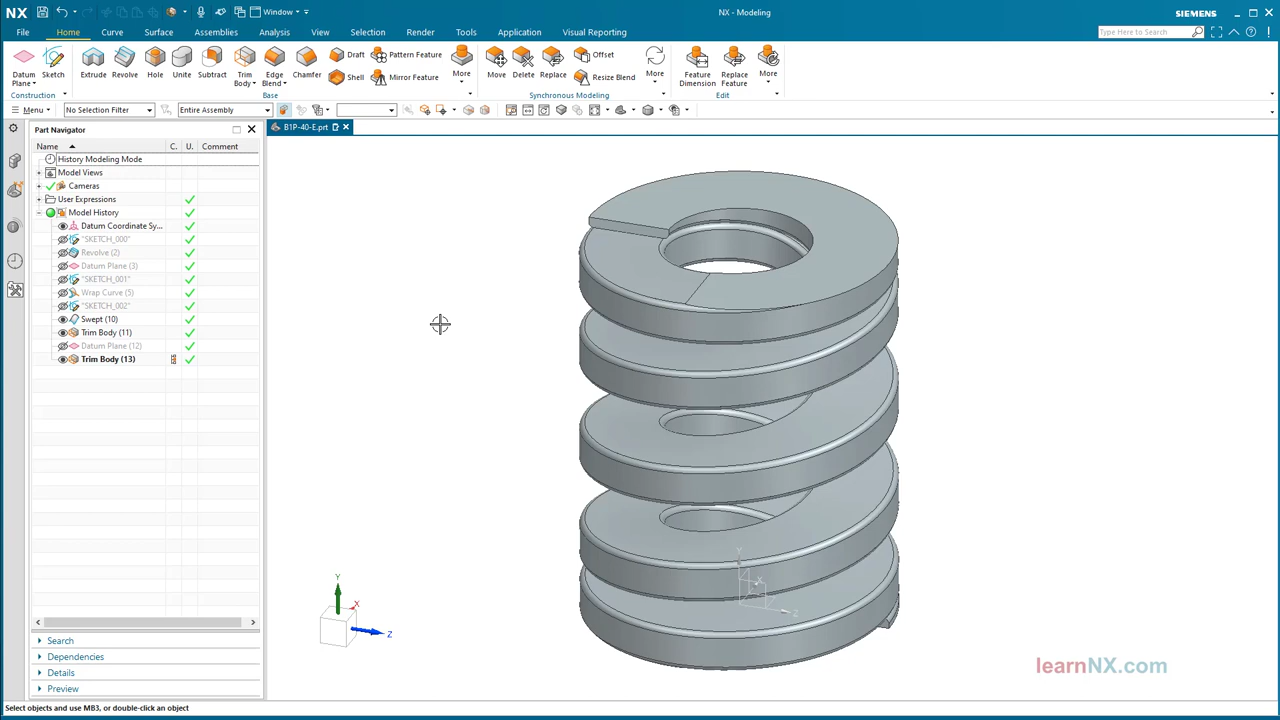 NX
Window
NX - Modeling
SIEMENS
File
Home
Curve
Surface
Assemblies
Analysis
View
Selection
Render
Tools
Application
Visual Reporting
Type Here to Search
Datum
Plane
Sketch
Extrude
Revolve
Hole
Unite
Subtract
Trim
Body
Edge
Blend
Chamfer
Draft
Shell
Pattern Feature
Mirror Feature
More
Move
Delete
Replace
Offset
Resize Blend
More
Feature
Dimension
Replace
Feature
More
Construction
Base
Synchronous Modeling
Edit
Menu
No Selection Filter
Entire Assembly
Part Navigator
B1P-40-E.prt
Name
C.
U.
Comment
History Modeling Mode
Model Views
Cameras
User Expressions
Model History
Datum Coordinate Sy...
"SKETCH_000"
Revolve (2)
Datum Plane (3)
"SKETCH_001"
Wrap Curve (5)
"SKETCH_002"
Swept (10)
Trim Body (11)
Datum Plane (12)
Trim Body (13)
Y
X
Z
Y
X
Z
Search
Dependencies
Details
Preview
learnNX.com
Select objects and use MB3, or double-click an object